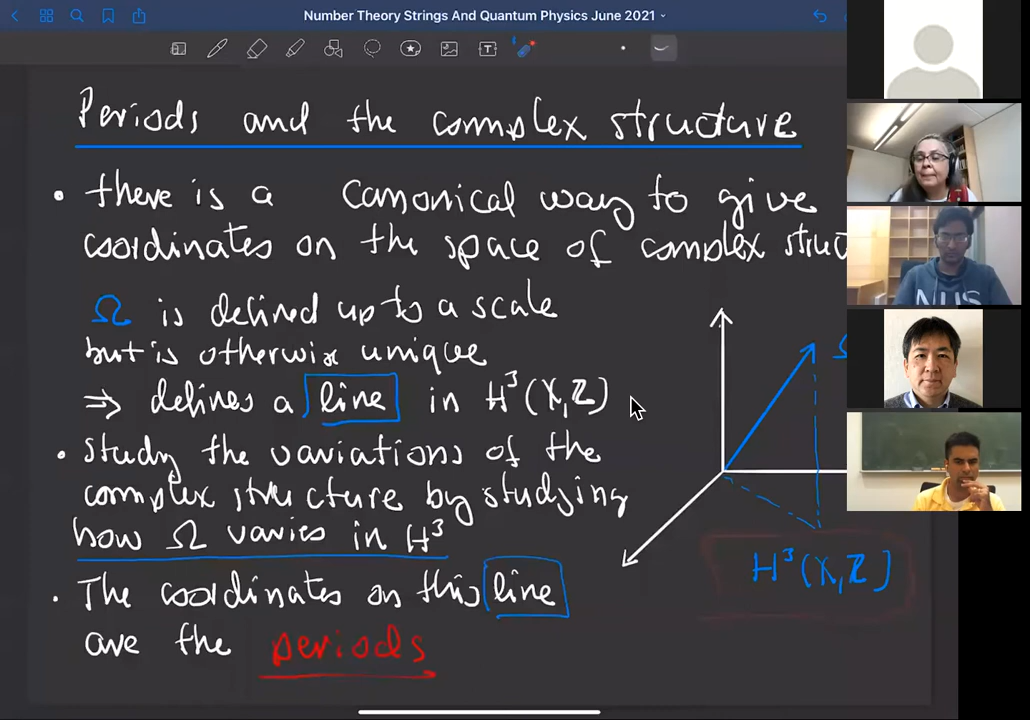 Number Theory Strings And Quantum Physics June 2021
Periods and the complex structure
• there is a canonical way to give
coordinates on the space of complex struc
Ω is defined up to a scale
but is otherwise unique
⇒ defines a line in H³(X,ℤ)
• Study the variations of the
complex structure by studying
how Ω varies in H³
• The coordinates on this line
are the periods
Ω
H³(X,ℤ)
NUS